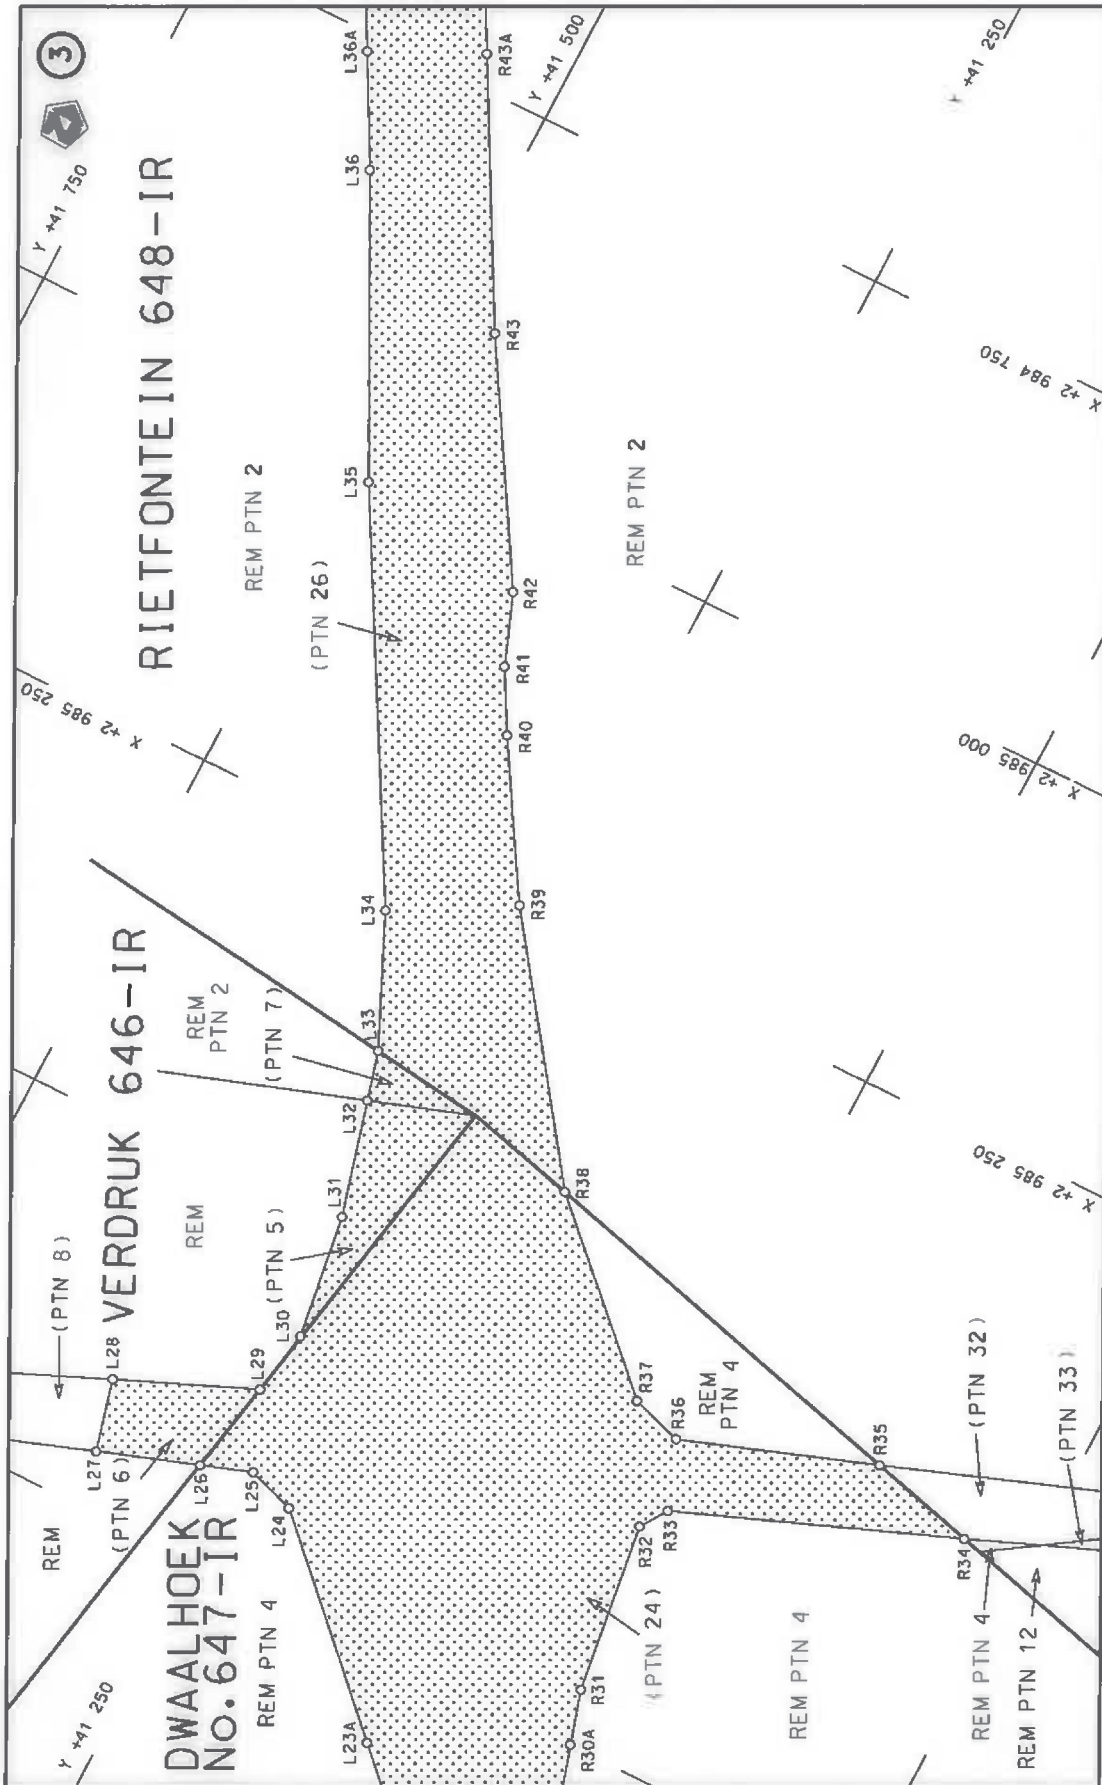 3
Y +41 750
Y +41 500
+41 250
RIETFONTEIN 648-IR
REM PTN 2
(PTN 26)
REM PTN 2
X +2 984 750
X +2 985 250
X +2 985 000
X +2 985 250
L36A
L36
L35
L34
L33
L32
L31
L30
L29
L28
L27
L26
L25
L24
L23A
R43A
R43
R42
R41
R40
R39
R38
R37
R36
R35
R34
R33
R32
R31
R30A
VERDRUK 646-IR
REM
PTN 2
(PTN 7)
REM
(PTN 5)
(PTN 8)
(PTN 6)
REM
DWAALHOEK
No.647-IR
REM PTN 4
Y +41 250
REM
PTN 4
(PTN 24)
REM PTN 4
(PTN 32)
(PTN 33)
REM PTN 4
REM PTN 12